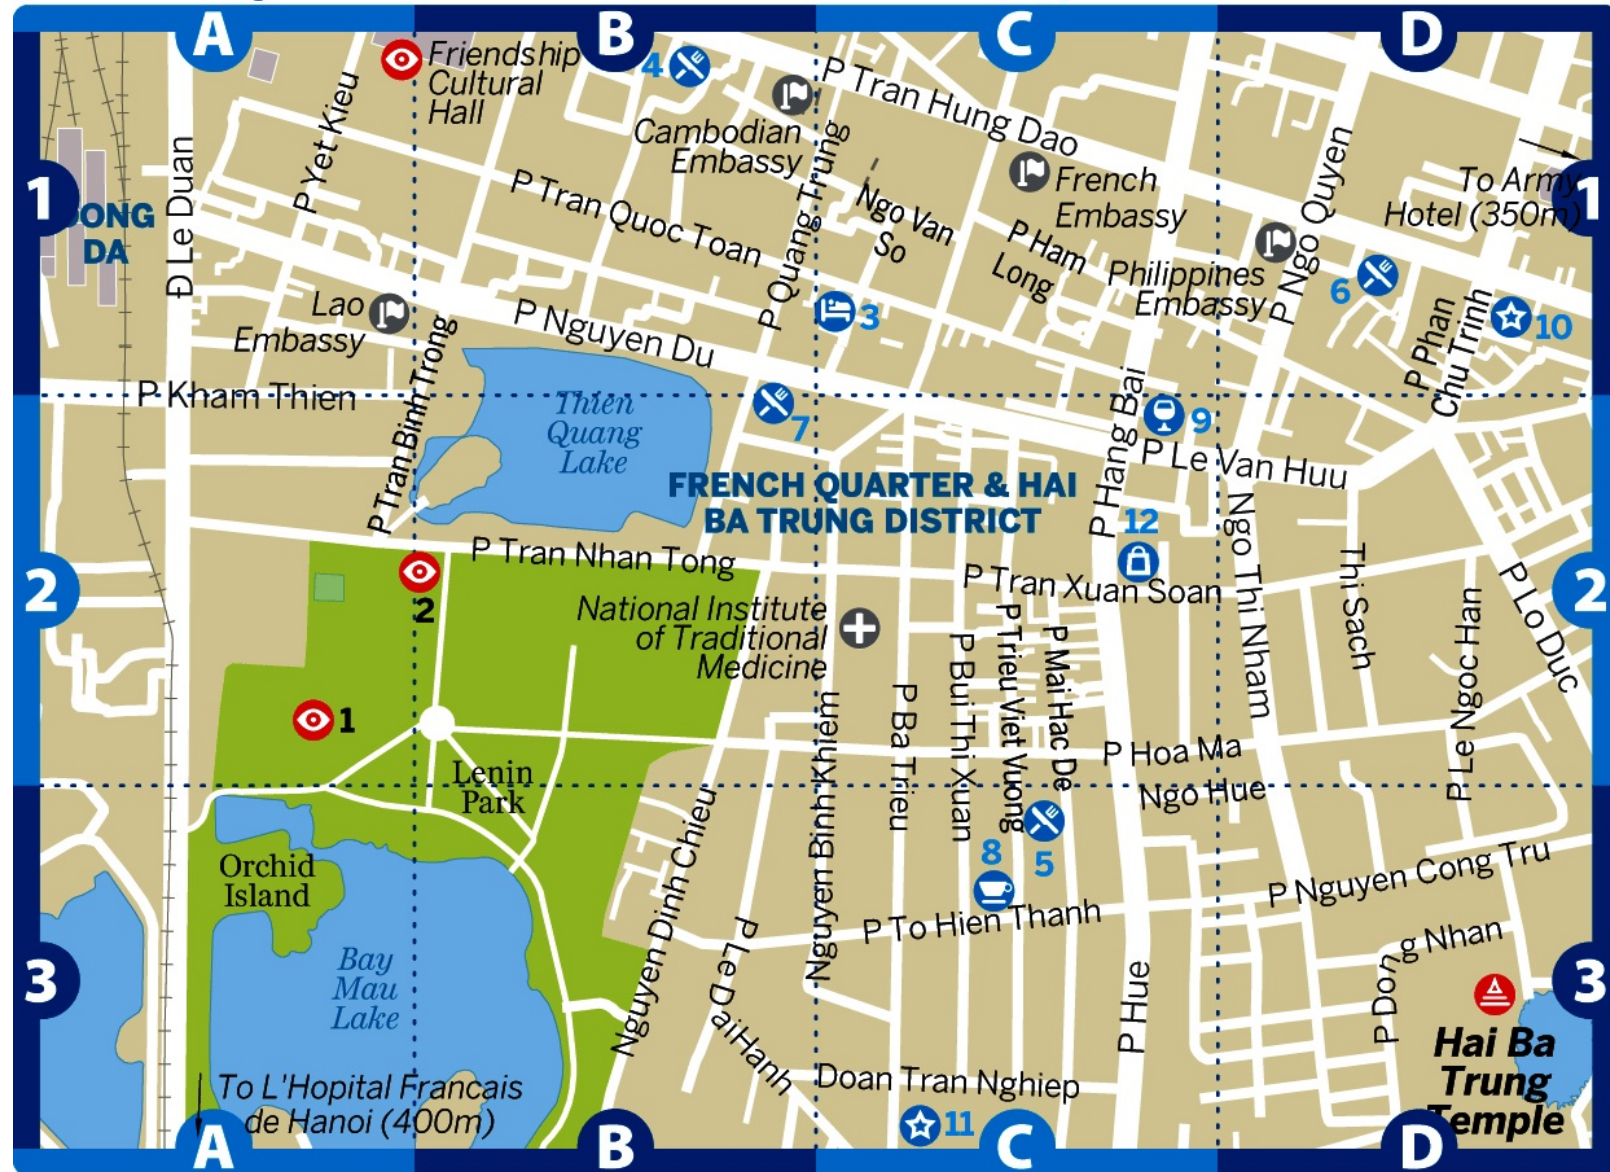 A
B
C
D
Friendship
Cultural
Hall
4
Cambodian
Embassy
P Tran Hung Dao
French
Embassy
To Army
Hotel (350m)
1
1
DONG
DA
Đ Le Duan
P Yet Kieu
P Tran Quoc Toan
P Quang Trung
Ngo Van
So
P Ham
Long
Philippines
Embassy
P Ngo Quyen
6
P Phan
Chu Trinh
10
Lao
Embassy
P Nguyen Du
3
P Kham Thien
P Tran Binh Trong
Thien
Quang
Lake
7
P Hang Bai
9
P Le Van Huu
FRENCH QUARTER & HAI
BA TRUNG DISTRICT
12
P Tran Nhan Tong
P Tran Xuan Soan
Ngo Thi Nham
Thi Sach
P Le Ngoc Han
P Lo Duc
2
2
2
National Institute
of Traditional
Medicine
1
P Ba Trieu
P Bui Thi Xuan
P Trieu Viet Vuong
P Mai Hac De
P Hoa Ma
Ngo Hue
Lenin
Park
Orchid
Island
Nguyen Dinh Chieu
Nguyen Binh Khiem
8
5
P To Hien Thanh
P Nguyen Cong Tru
P Dong Nhan
3
3
Bay
Mau
Lake
P Le Dai Hanh
P Hue
Hai Ba
Trung
Temple
To L'Hopital Francais
de Hanoi (400m)
Doan Tran Nghiep
11
A
B
C
D